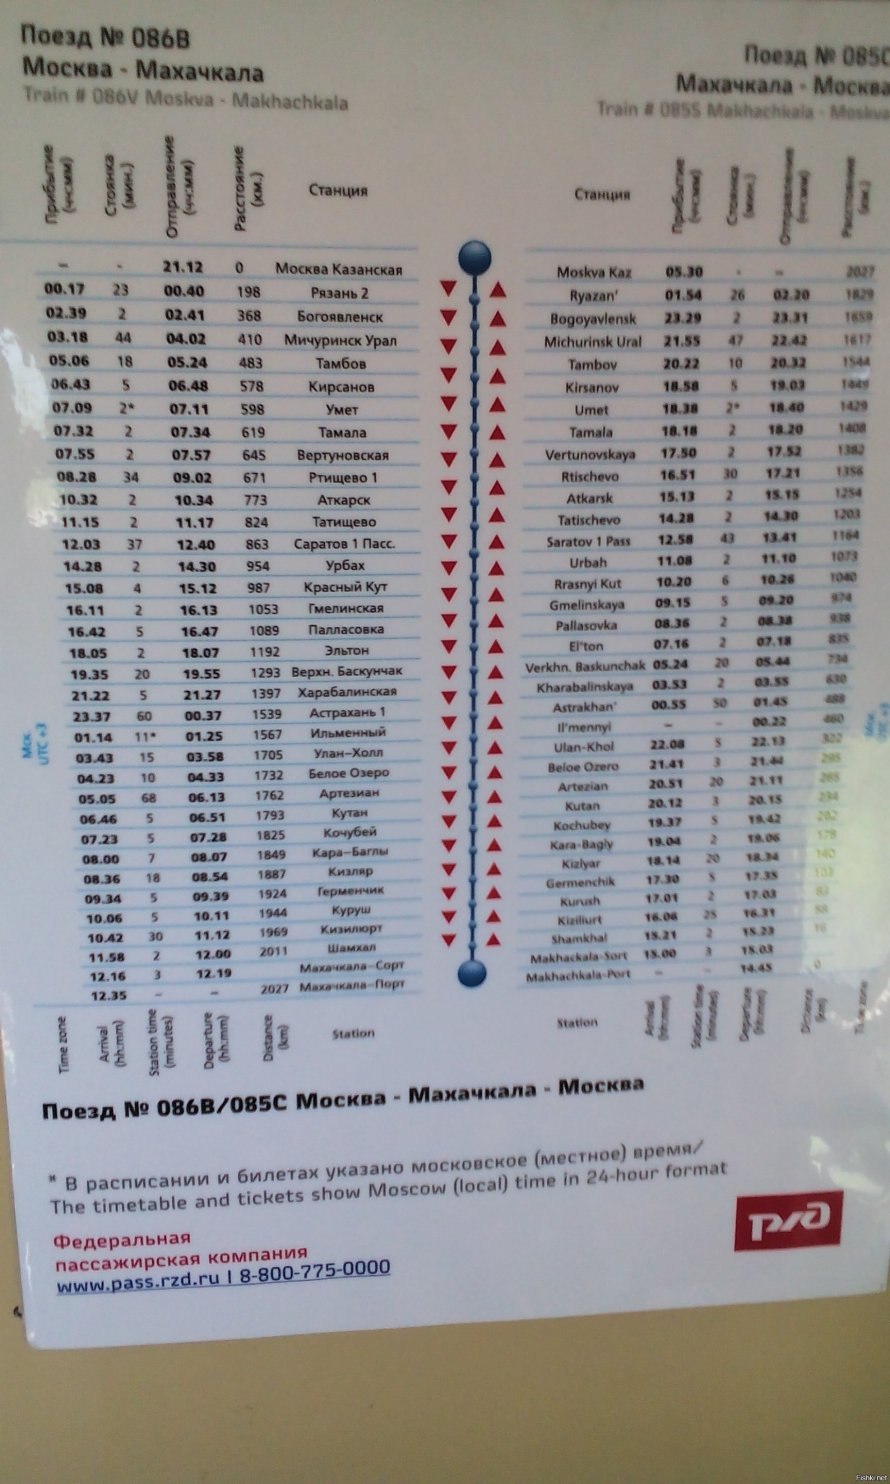 Поезд № 086В
Москва - Махачкала
Train # 086V Moskva - Makhachkala
Прибытие (чч:мм)
Стоянка (мин.)
Отправление (чч:мм)
Расстояние (км.)
Станция
– - 21.12 0 Москва Казанская
00.17 23 00.40 198 Рязань 2
02.39 2 02.41 368 Богоявленск
03.18 44 04.02 410 Мичуринск Урал
05.06 18 05.24 483 Тамбов
06.43 5 06.48 578 Кирсанов
07.09 2* 07.11 598 Умет
07.32 2 07.34 619 Тамала
07.55 2 07.57 645 Вертуновская
08.28 34 09.02 671 Ртищево 1
10.32 2 10.34 773 Аткарск
11.15 2 11.17 824 Татищево
12.03 37 12.40 863 Саратов 1 Пасс.
14.28 2 14.30 954 Урбах
15.08 4 15.12 987 Красный Кут
16.11 2 16.13 1053 Гмелинская
16.42 5 16.47 1089 Палласовка
18.05 2 18.07 1192 Эльтон
19.35 20 19.55 1293 Верхн. Баскунчак
21.22 5 21.27 1397 Харабалинская
23.37 60 00.37 1539 Астрахань 1
01.14 11* 01.25 1567 Ильменный
03.43 15 03.58 1705 Улан–Холл
04.23 10 04.33 1732 Белое Озеро
05.05 68 06.13 1762 Артезиан
06.46 5 06.51 1793 Кутан
07.23 5 07.28 1825 Кочубей
08.00 7 08.07 1849 Кара–Баглы
08.36 18 08.54 1887 Кизляр
09.34 5 09.39 1924 Герменчик
10.06 5 10.11 1944 Куруш
10.42 30 11.12 1969 Кизилюрт
11.58 2 12.00 2011 Шамхал
12.16 3 12.19 Махачкала–Сорт
12.35 – – 2027 Махачкала–Порт
Мск
UTC +3
Time zone
Arrival (hh:mm)
Station time (minutes)
Departure (hh:mm)
Distance (km)
Station
Поезд № 085С
Махачкала - Москва
Train # 085S Makhachkala - Moskva
Станция
Прибытие (чч:мм)
Стоянка (мин.)
Отправление (чч:мм)
Расстояние (км.)
Moskva Kaz 05.30 - – 2027
Ryazan' 01.54 26 02.20 1829
Bogoyavlensk 23.29 2 23.31 1659
Michurinsk Ural 21.55 47 22.42 1617
Tambov 20.22 10 20.32 1544
Kirsanov 18.58 5 19.03 1449
Umet 18.38 2* 18.40 1429
Tamala 18.18 2 18.20 1408
Vertunovskaya 17.50 2 17.52 1382
Rtischevo 16.51 30 17.21 1356
Atkarsk 15.13 2 15.15 1254
Tatischevo 14.28 2 14.30 1203
Saratov 1 Pass 12.58 43 13.41 1164
Urbah 11.08 2 11.10 1073
Rrasnyi Kut 10.20 6 10.26 1040
Gmelinskaya 09.15 5 09.20 974
Pallasovka 08.36 2 08.38 938
El'ton 07.16 2 07.18 835
Verkhn. Baskunchak 05.24 20 05.44 734
Kharabalinskaya 03.53 2 03.55 630
Astrakhan' 00.55 50 01.45 488
Il'mennyi – – 00.22 460
Ulan-Khol 22.08 5 22.13 322
Beloe Ozero 21.41 3 21.44 295
Artezian 20.51 20 21.11 265
Kutan 20.12 3 20.15 234
Kochubey 19.37 5 19.42 202
Kara-Bagly 19.04 2 19.06 178
Kizlyar 18.14 20 18.34 140
Germenchik 17.30 5 17.35 103
Kurush 17.01 2 17.03 83
Kiziliurt 16.06 25 16.31 58
Shamkhal 15.21 2 15.23 16
Makhackala-Sort 15.00 3 15.03
Makhachkala-Port – – 14.45 0
Station
Arrival (hh:mm)
Station time (minutes)
Departure (hh:mm)
Distance (km)
Time zone
Поезд № 086В/085С Москва - Махачкала - Москва
* В расписании и билетах указано московское (местное) время/
The timetable and tickets show Moscow (local) time in 24-hour format
Федеральная
пассажирская компания
www.pass.rzd.ru | 8-800-775-0000
ржд
Fishki.net